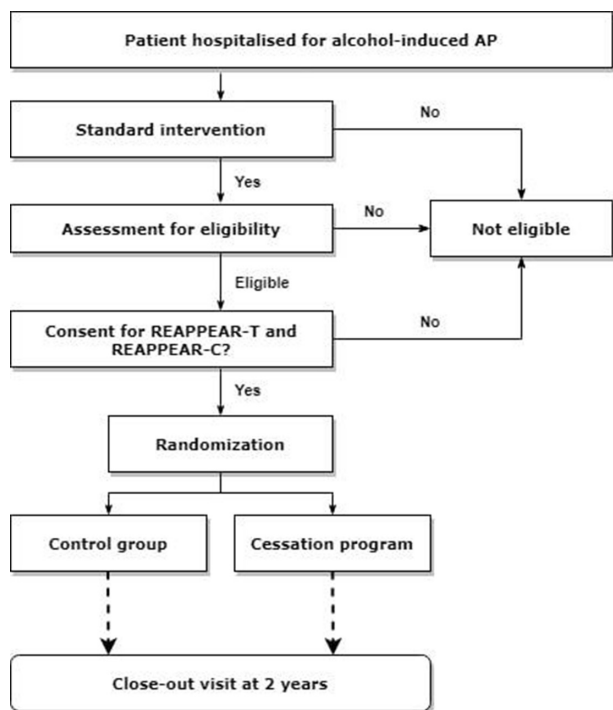 Patient hospitalised for alcohol-induced AP
Standard intervention
No
Yes
Assessment for eligibility
No
Not eligible
Eligible
Consent for REAPPEAR-T and
REAPPEAR-C?
No
Yes
Randomization
Control group
Cessation program
Close-out visit at 2 years